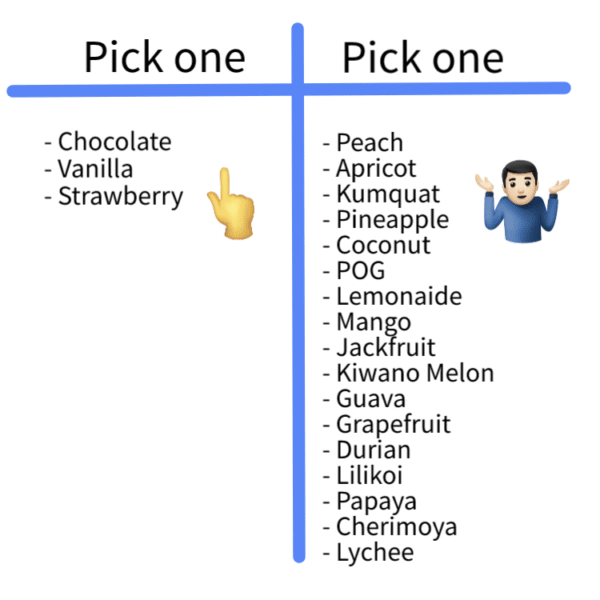 Pick one
- Chocolate
- Vanilla
- Strawberry
Pick one
- Peach
- Apricot
- Kumquat
- Pineapple
- Coconut
- POG
- Lemonaide
- Mango
- Jackfruit
- Kiwano Melon
- Guava
- Grapefruit
- Durian
- Lilikoi
- Papaya
- Cherimoya
- Lychee